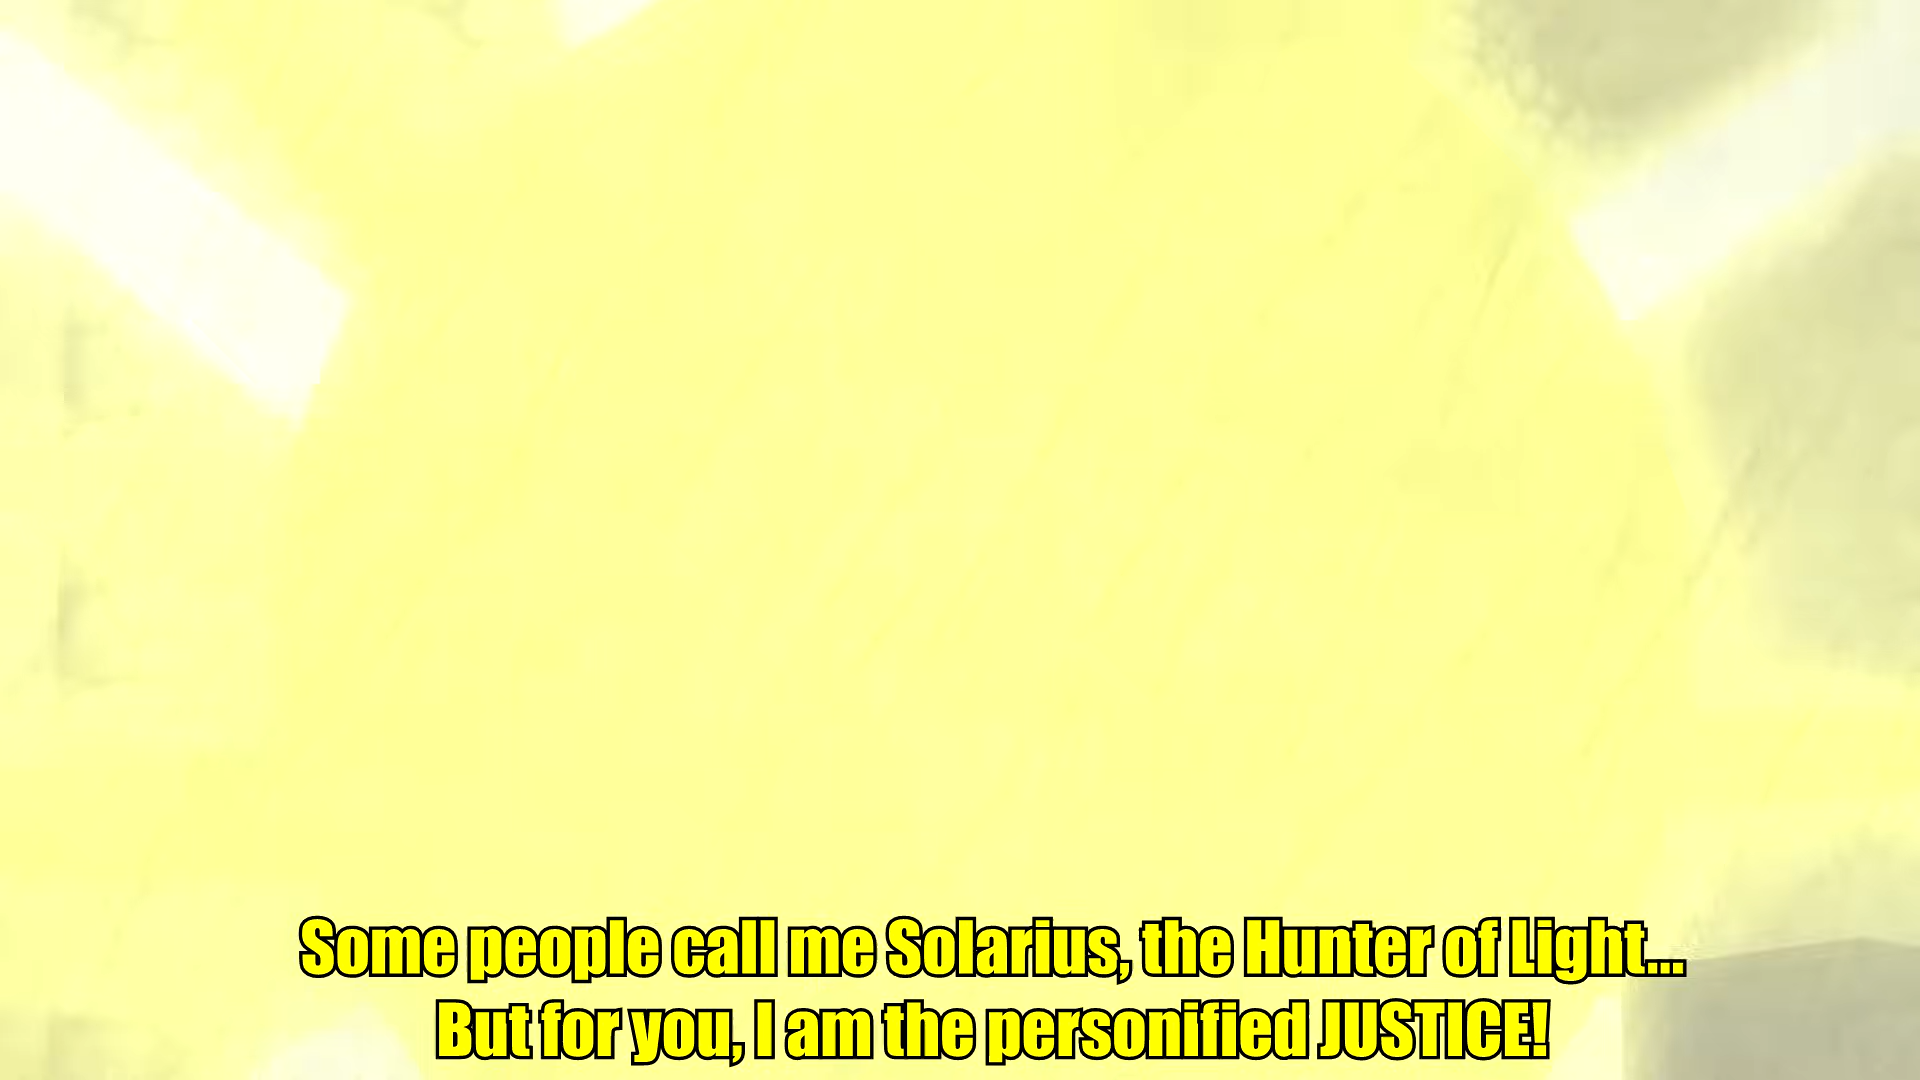 Some people call me Solarius, the Hunter of Light...
But for you, I am the personified JUSTICE!